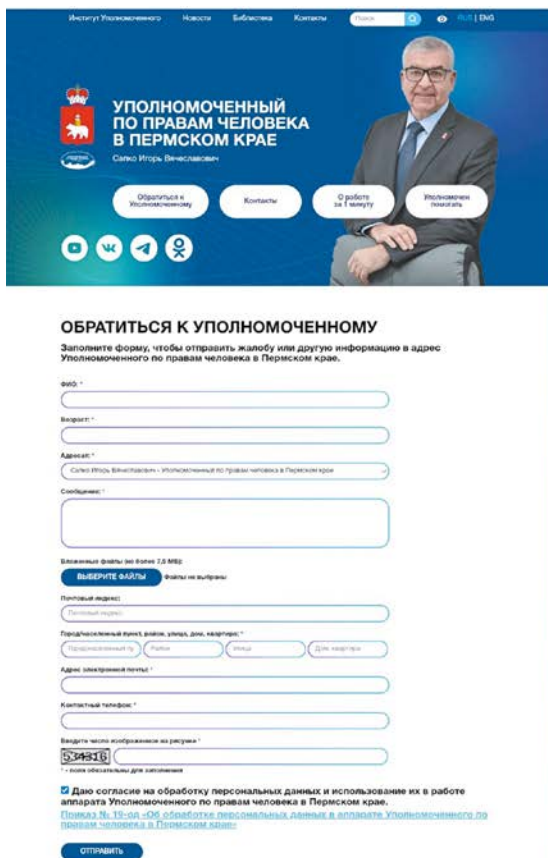 Институт Уполномоченного Новости Библиотека Контакты Поиск RUS | ENG
УПОЛНОМОЧЕННЫЙ
ПО ПРАВАМ ЧЕЛОВЕКА
В ПЕРМСКОМ КРАЕ
Сапко Игорь Вячеславович
Обратиться к
Уполномоченному
Контакты
О работе
за 1 минуту
Уполномочен
помогать
ОБРАТИТЬСЯ К УПОЛНОМОЧЕННОМУ
Заполните форму, чтобы отправить жалобу или другую информацию в адрес
Уполномоченного по правам человека в Пермском крае.
ФИО: *
Возраст: *
Адресат: *
Сапко Игорь Вячеславович - Уполномоченный по правам человека в Пермском крае
Сообщение: *
Вложенные файлы (не более 2,0 МБ):
ВЫБЕРИТЕ ФАЙЛЫ Файлы не выбраны
Почтовый индекс:
Почтовый индекс
Город/населенный пункт, район, улица, дом, квартира: *
Город/населенный пу Район Улица Дом, квартира
Адрес электронной почты: *
Контактный телефон: *
Введите число изображенное на рисунке *
534316
* - поля обязательны для заполнения
Даю согласие на обработку персональных данных и использование их в работе
аппарата Уполномоченного по правам человека в Пермском крае.
Приказ № 19-од «Об обработке персональных данных в аппарате Уполномоченного по
правам человека в Пермском крае»
ОТПРАВИТЬ